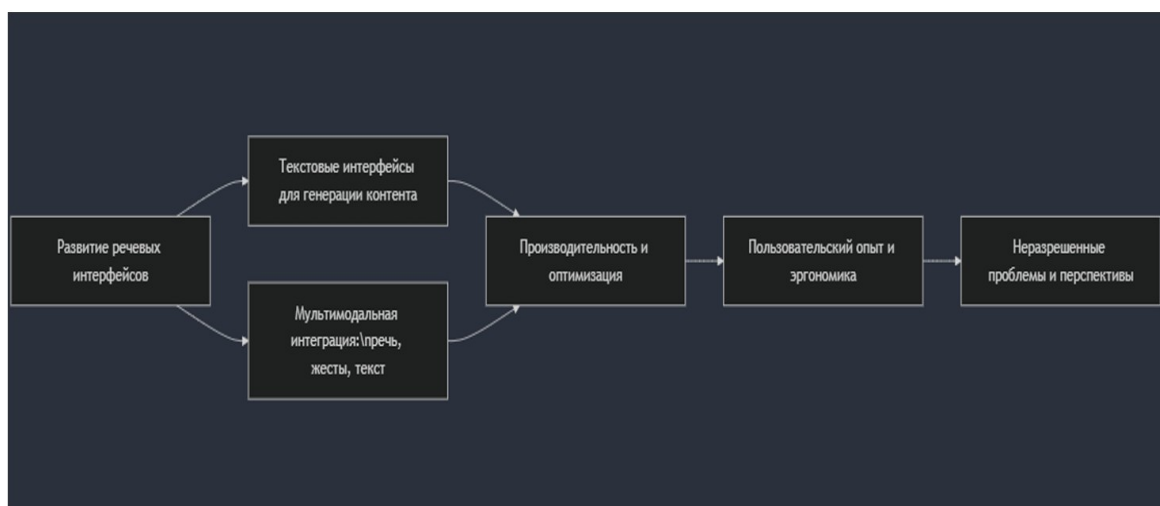 Развитие речевых
интерфейсов
Текстовые интерфейсы
для генерации контента
Мультимодальная
интеграция:\пречь,
жесты, текст
Производительность и
оптимизация
Пользовательский опыт и
эргономика
Неразрешенные
проблемы и перспективы